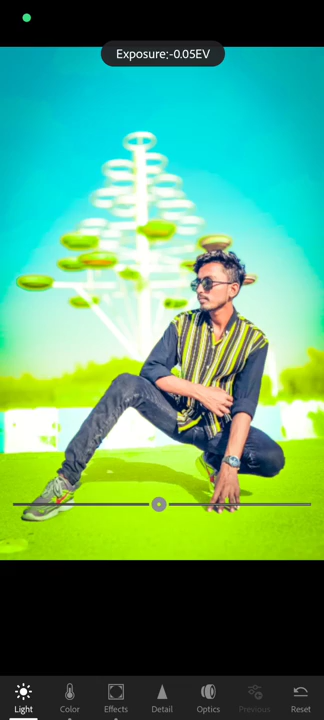 Exposure:-0.05EV
Light
Color
Effects
Detail
Optics
Previous
Reset